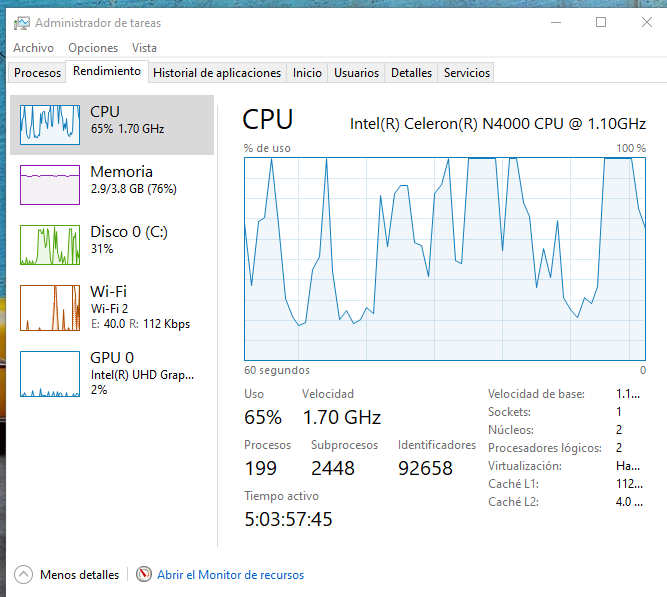 Administrador de tareas
Archivo Opciones Vista
Procesos Rendimiento Historial de aplicaciones Inicio Usuarios Detalles Servicios
CPU
65% 1.70 GHz
Memoria
2.9/3.8 GB (76%)
Disco 0 (C:)
31%
Wi-Fi
Wi-Fi 2
E: 40.0 R: 112 Kbps
GPU 0
Intel(R) UHD Grap...
2%
CPU Intel(R) Celeron(R) N4000 CPU @ 1.10GHz
% de uso 100 %
60 segundos 0
Uso Velocidad
65% 1.70 GHz
Procesos Subprocesos Identificadores
199 2448 92658
Tiempo activo
5:03:57:45
Velocidad de base: 1.1...
Sockets: 1
Núcleos: 2
Procesadores lógicos: 2
Virtualización: Ha...
Caché L1: 112...
Caché L2: 4.0 ...
Menos detalles Abrir el Monitor de recursos